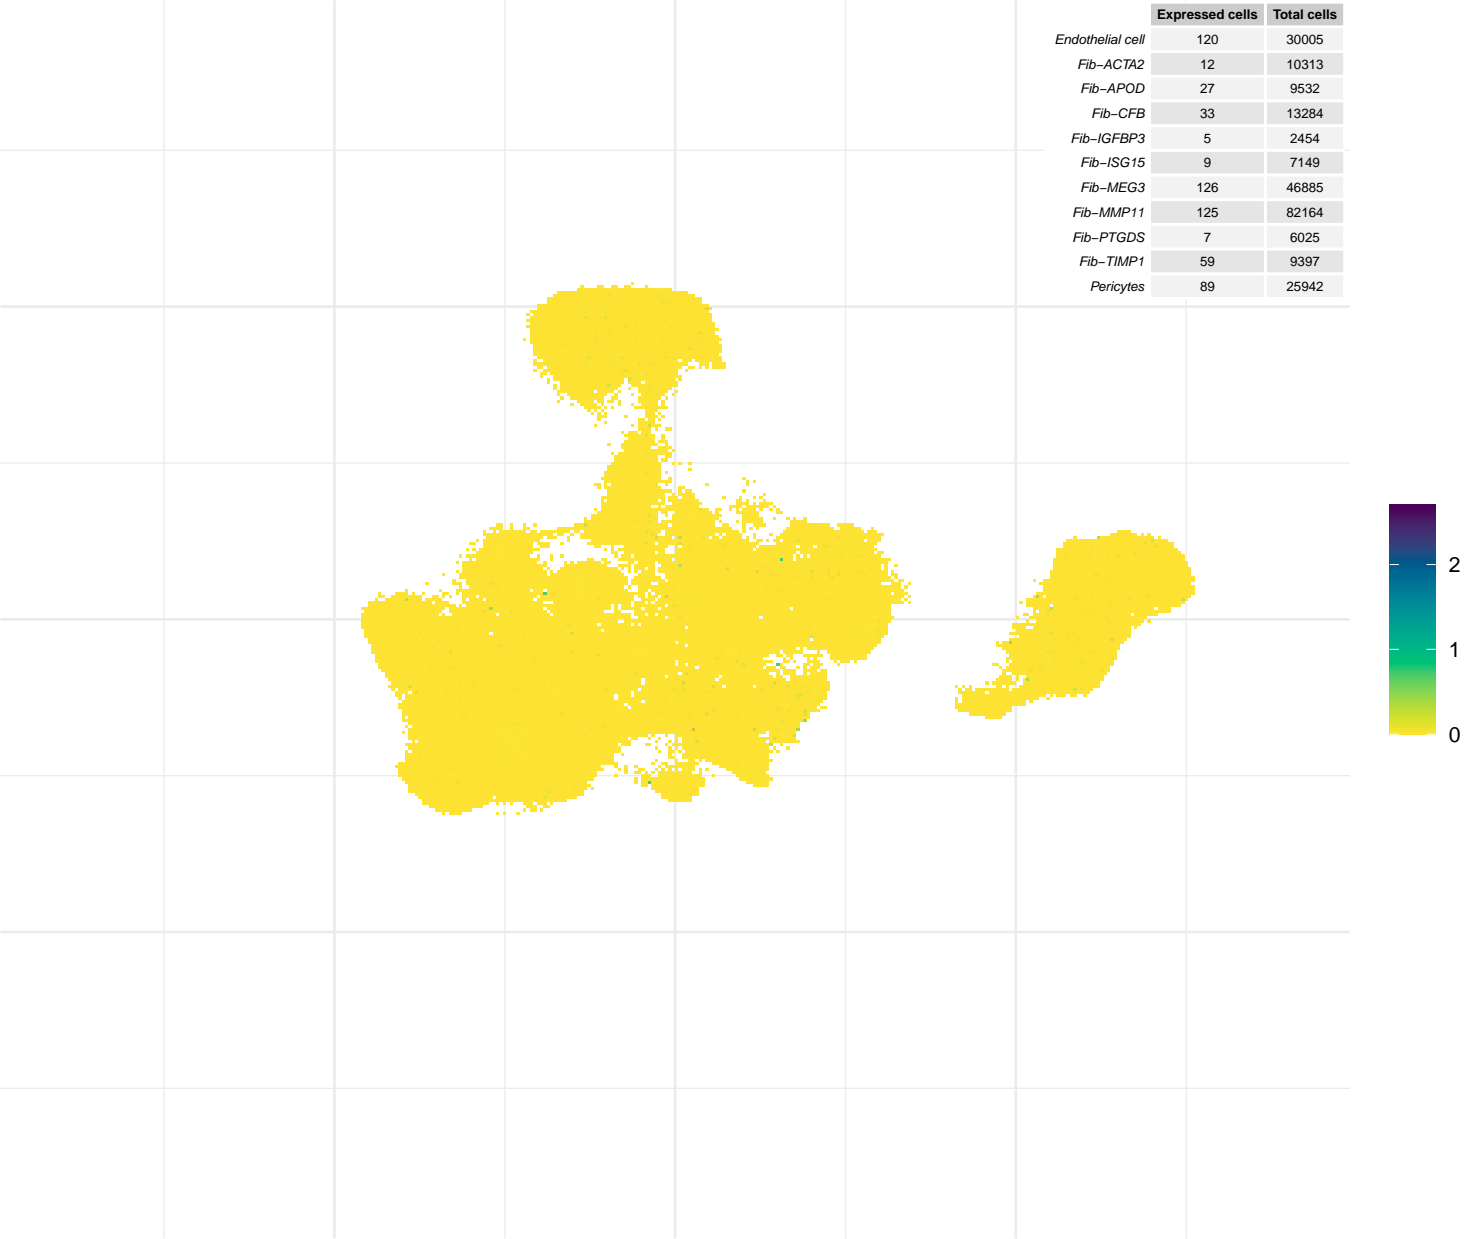 Expressed cells Total cells
Endothelial cell 120 30005
Fib−ACTA2 12 10313
Fib−APOD 27 9532
Fib−CFB 33 13284
Fib−IGFBP3 5 2454
Fib−ISG15 9 7149
Fib−MEG3 126 46885
Fib−MMP11 125 82164
Fib−PTGDS 7 6025
Fib−TIMP1 59 9397
Pericytes 89 25942
2
1
0